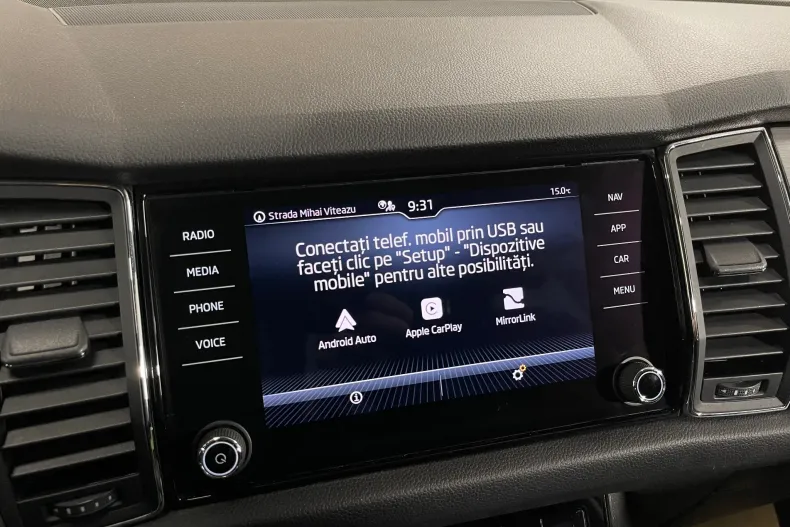 Strada Mihai Viteazu
9:31
15.0°C
RADIO
MEDIA
PHONE
VOICE
Conectați telef. mobil prin USB sau
faceți clic pe "Setup" - "Dispozitive
mobile" pentru alte posibilități.
Android Auto
Apple CarPlay
MirrorLink
NAV
APP
CAR
MENU